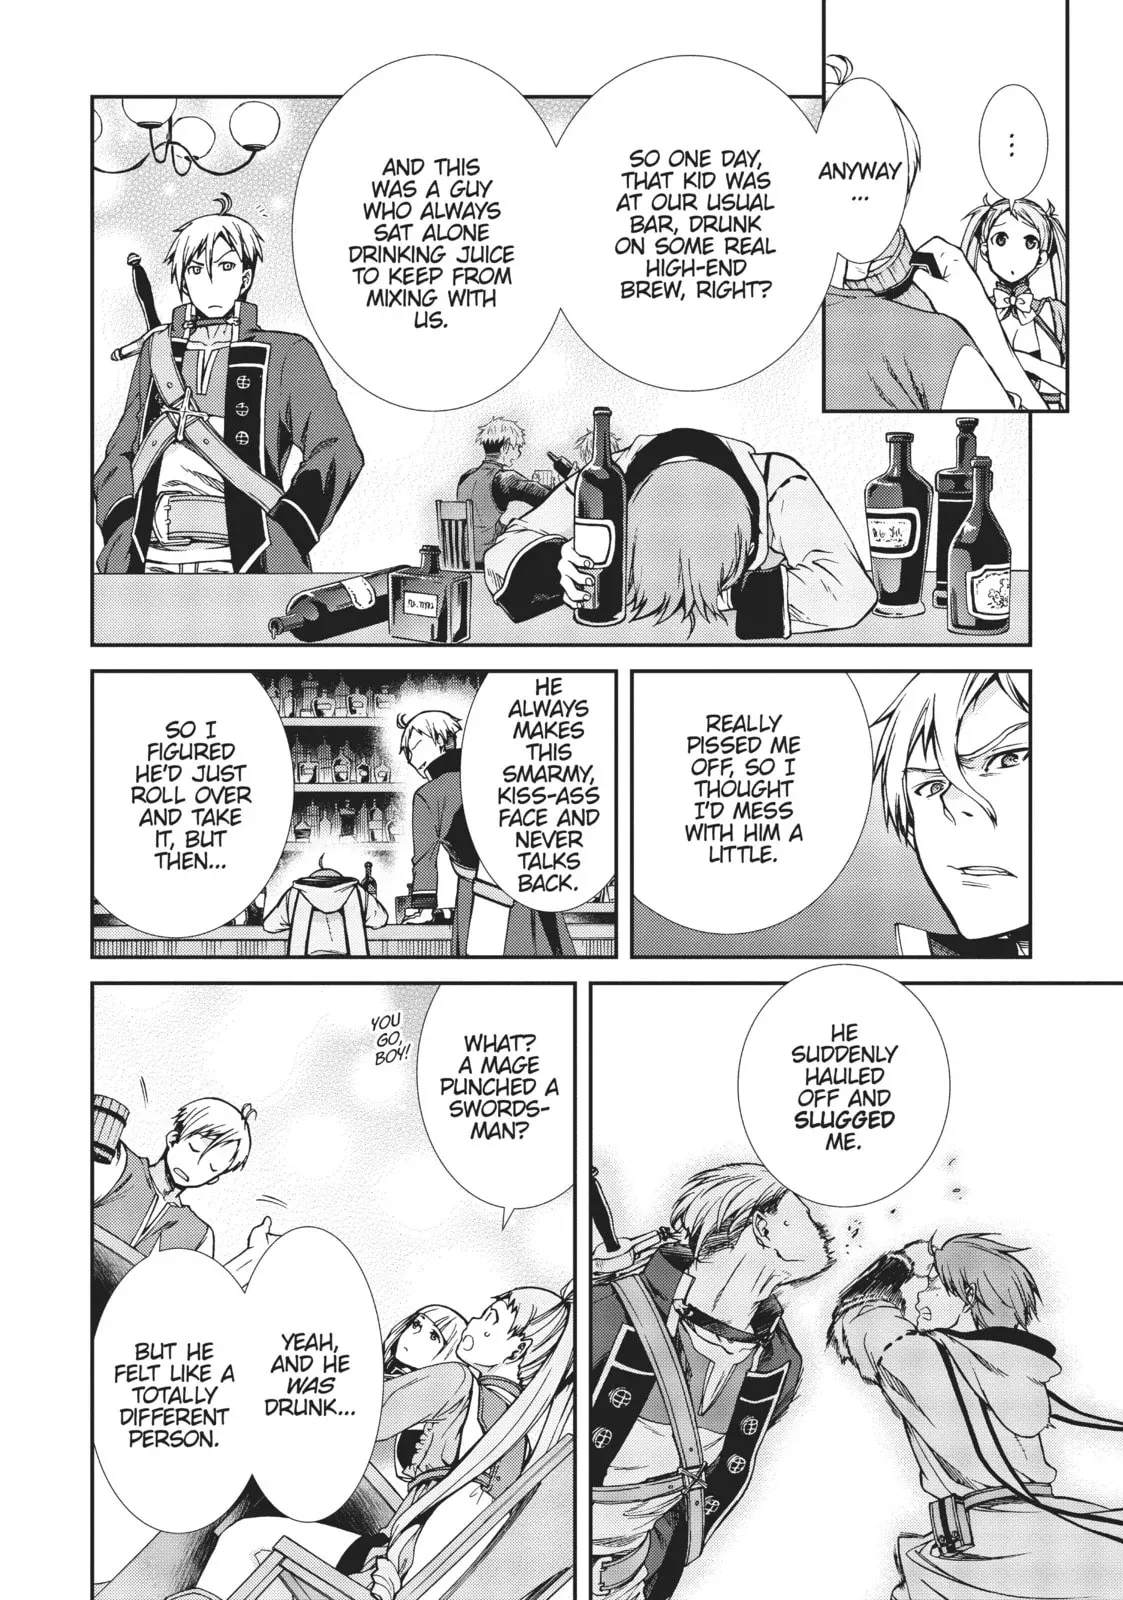 ...
ANYWAY
...
SO ONE DAY,
THAT KID WAS
AT OUR USUAL
BAR, DRUNK
ON SOME REAL
HIGH-END
BREW, RIGHT?
AND THIS
WAS A GUY
WHO ALWAYS
SAT ALONE
DRINKING JUICE
TO KEEP FROM
MIXING WITH
US.
REALLY
PISSED ME
OFF, SO I
THOUGHT
I'D MESS
WITH HIM A
LITTLE.
HE
ALWAYS
MAKES
THIS
SMARMY,
KISS-ASS
FACE AND
NEVER
TALKS
BACK.
SO I
FIGURED
HE'D JUST
ROLL OVER
AND TAKE
IT, BUT
THEN...
HE
SUDDENLY
HAULED
OFF AND
SLUGGED
ME.
WHAT?
A MAGE
PUNCHED A
SWORDS-
MAN?
YOU
GO,
BOY!
YEAH,
AND HE
WAS
DRUNK...
BUT HE
FELT LIKE A
TOTALLY
DIFFERENT
PERSON.